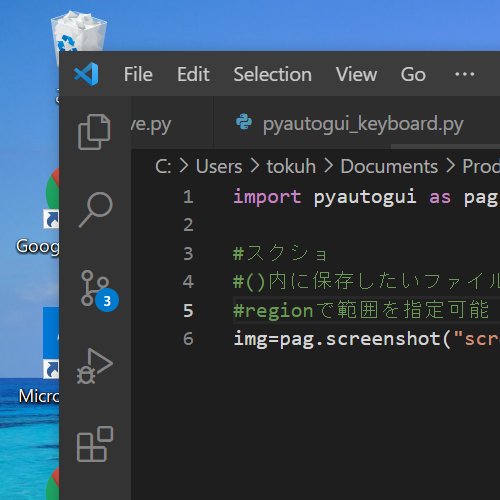 File Edit Selection View Go ...
ve.py pyautogui_keyboard.py
C: > Users > tokuh > Documents > Prod
1 import pyautogui as pag
2
3 #スクショ
4 #()内に保存したいファイル
5 #regionで範囲を指定可能
6 img=pag.screenshot("scr
Goog
3
Micro